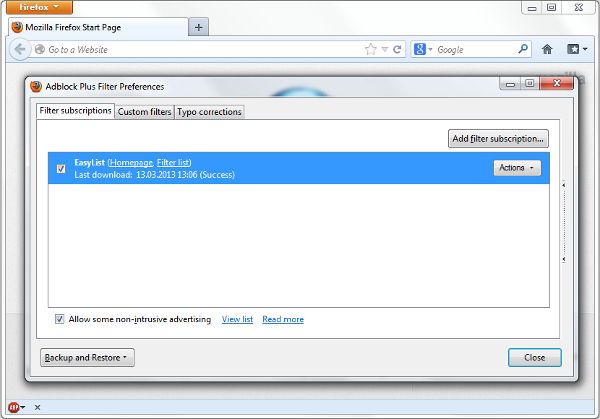 Firefox
Mozilla Firefox Start Page
Go to a Website
Google
Adblock Plus Filter Preferences
Filter subscriptions Custom filters Typo corrections
Add filter subscription...
EasyList (Homepage, Filter list)
Actions
Last download: 13.03.2013 13:06 (Success)
Allow some non-intrusive advertising View list Read more
Backup and Restore Close
ABP